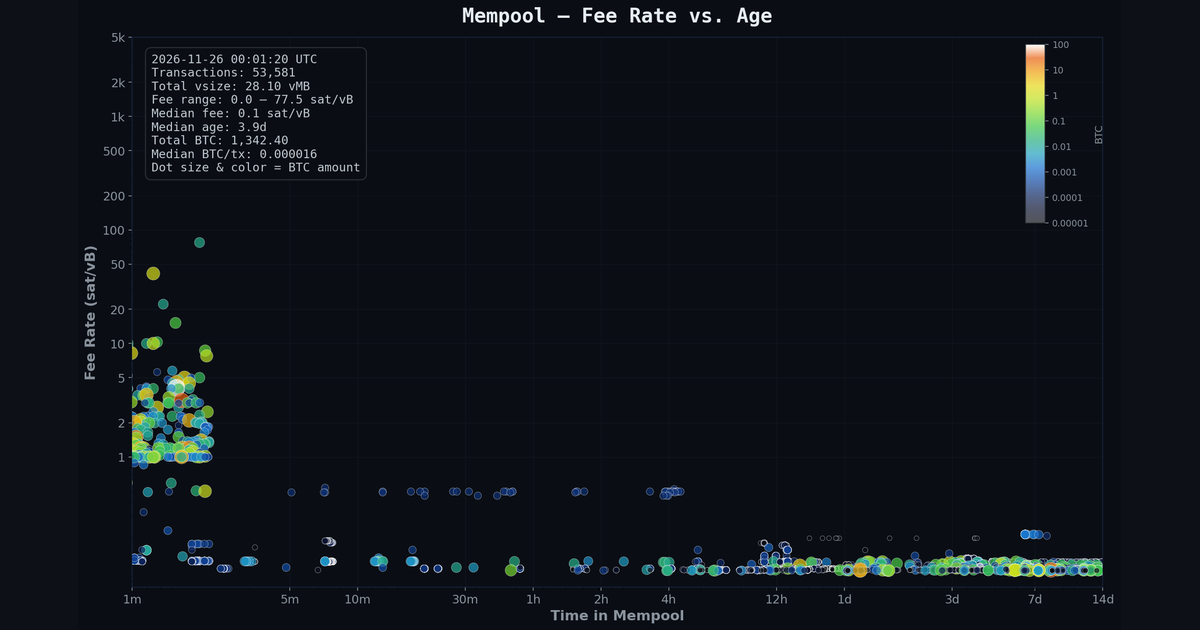 Mempool — Fee Rate vs. Age
2026-11-26 00:01:20 UTC
Transactions: 53,581
Total vsize: 28.10 vMB
Fee range: 0.0 — 77.5 sat/vB
Median fee: 0.1 sat/vB
Median age: 3.9d
Total BTC: 1,342.40
Median BTC/tx: 0.000016
Dot size & color = BTC amount
100
10
1
0.1
0.01
0.001
0.0001
0.00001
BTC
Fee Rate (sat/vB)
5k
2k
1k
500
200
100
50
20
10
5
2
1
1m
5m
10m
30m
1h
2h
4h
12h
1d
3d
7d
14d
Time in Mempool